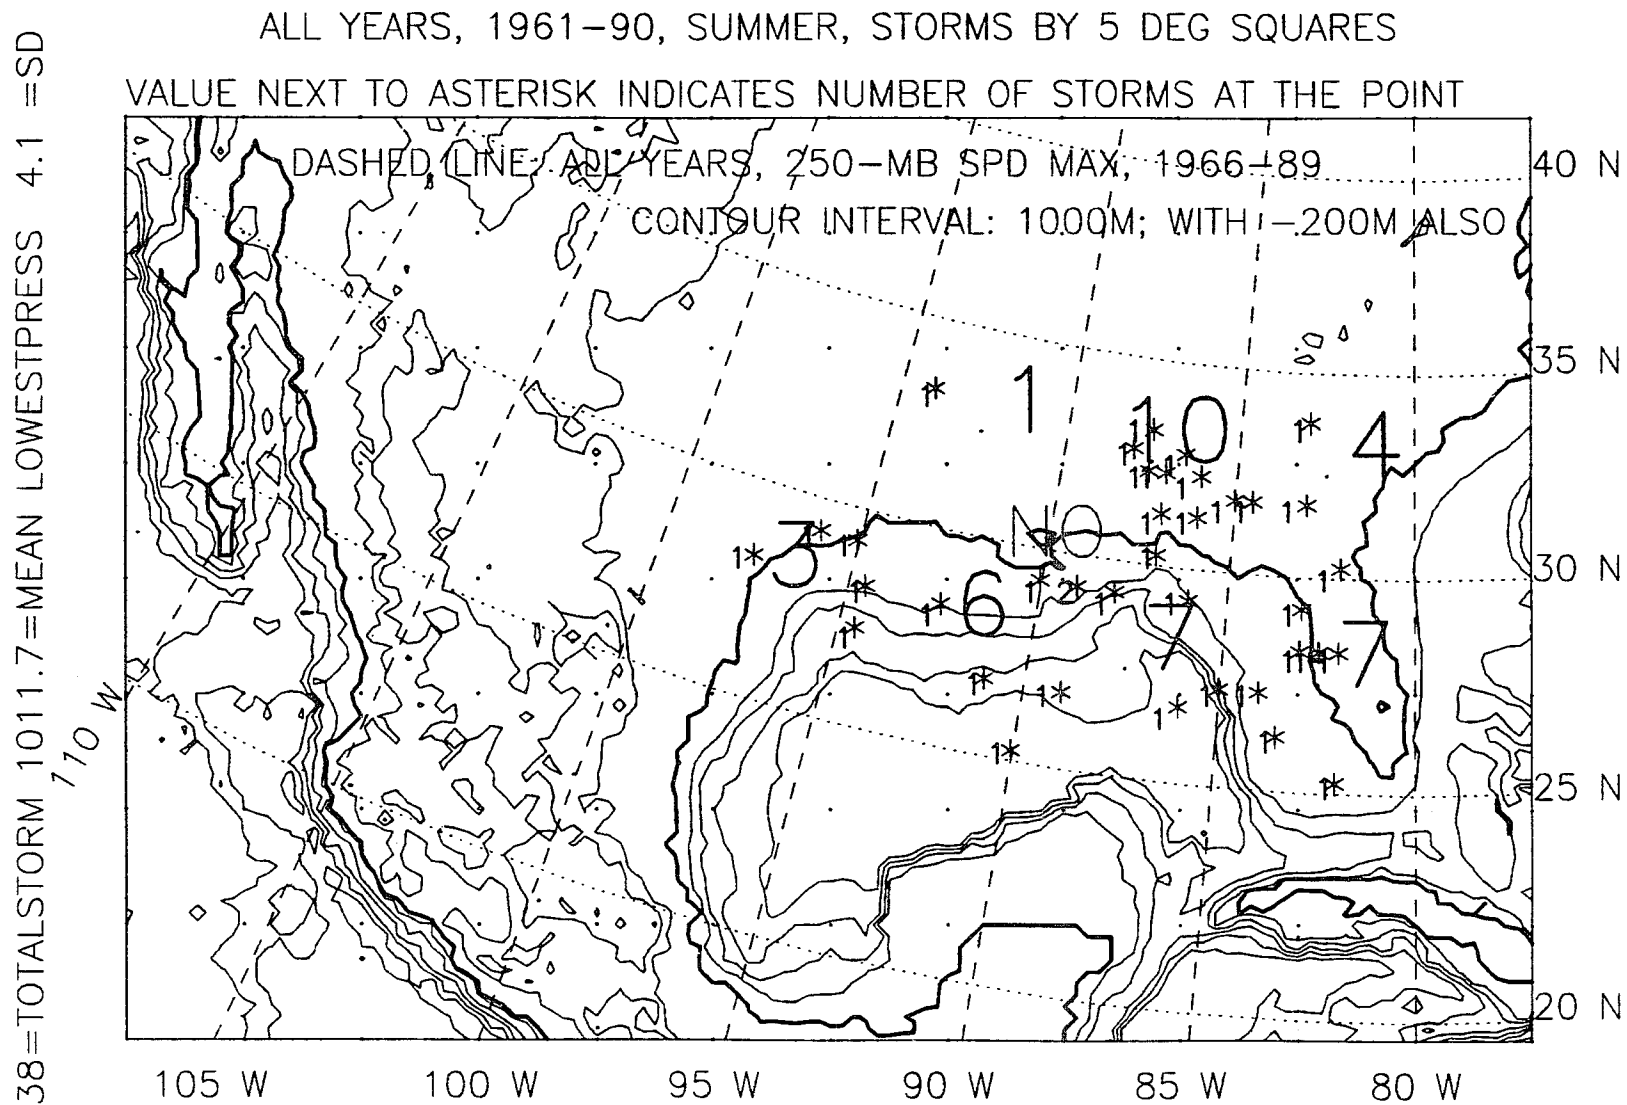 ALL YEARS, 1961-90, SUMMER, STORMS BY 5 DEG SQUARES
VALUE NEXT TO ASTERISK INDICATES NUMBER OF STORMS AT THE POINT
DASHED LINE: ALL YEARS, 250-MB SPD MAX, 1966-89
CONTOUR INTERVAL: 1000M; WITH -.200M ALSO
38=TOTALSTORM 1011.7=MEAN LOWESTPRESS 4.1 =SD
40 N
35 N
1 10 4
NO
3 6 7 7
30 N
25 N
20 N
110 W
105 W 100 W 95 W 90 W 85 W 80 W